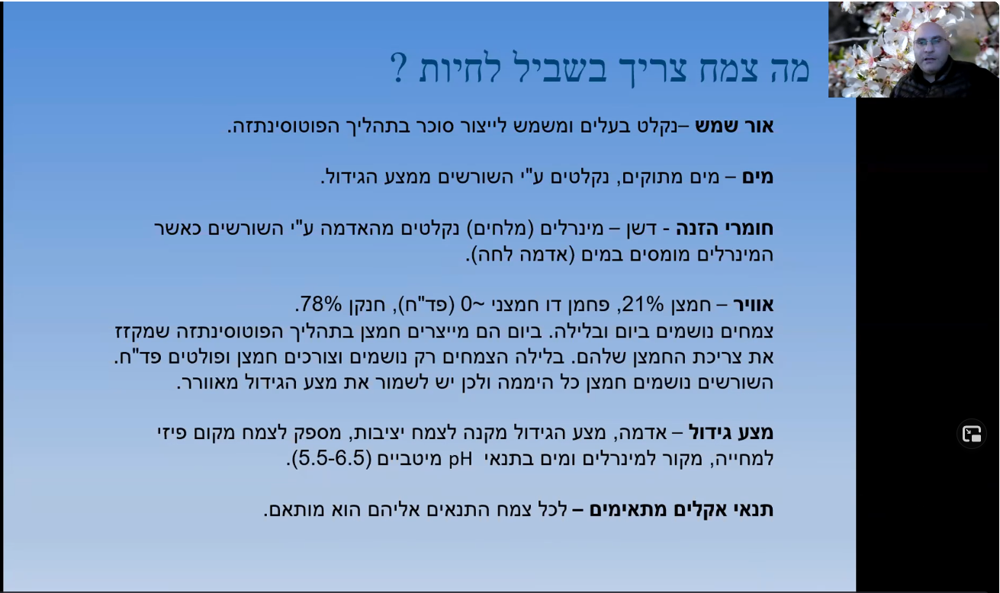 מה צמח צריך בשביל לחיות ?
אור שמש –נקלט בעלים ומשמש לייצור סוכר בתהליך הפוטוסינתזה.
מים – מים מתוקים, נקלטים ע"י השורשים ממצע הגידול.
חומרי הזנה - דשן – מינרלים (מלחים) נקלטים מהאדמה ע"י השורשים כאשר
המינרלים מומסים במים (אדמה לחה).
אוויר – חמצן 21%, פחמן דו חמצני ~0 (פד"ח), חנקן 78%.
צמחים נושמים ביום ובלילה. ביום הם מייצרים חמצן בתהליך הפוטוסינתזה שמקזז
את צריכת החמצן שלהם. בלילה הצמחים רק נושמים וצורכים חמצן ופולטים פד"ח.
השורשים נושמים חמצן כל היממה ולכן יש לשמור את מצע הגידול מאוורר.
מצע גידול – אדמה, מצע הגידול מקנה לצמח יציבות, מספק לצמח מקום פיזי
למחייה, מקור למינרלים ומים בתנאי pH מיטביים (5.5-6.5).
תנאי אקלים מתאימים – לכל צמח התנאים אליהם הוא מותאם.